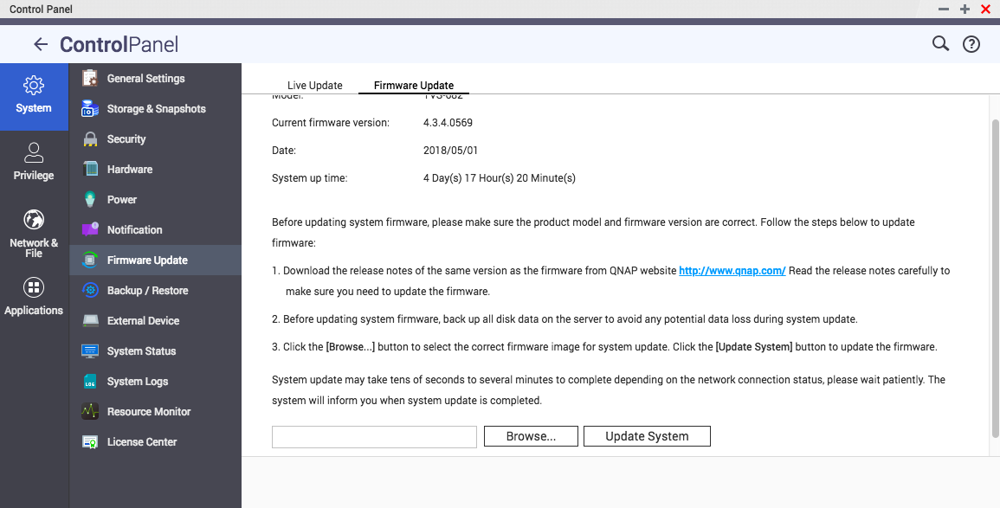 Control Panel
ControlPanel
System
Privilege
Network &
File
Applications
General Settings
Storage & Snapshots
Security
Hardware
Power
Notification
Firmware Update
Backup / Restore
External Device
System Status
System Logs
Resource Monitor
License Center
Live Update Firmware Update
Model: TVS-682
Current firmware version: 4.3.4.0569
Date: 2018/05/01
System up time: 4 Day(s) 17 Hour(s) 20 Minute(s)
Before updating system firmware, please make sure the product model and firmware version are correct. Follow the steps below to update
firmware:
1. Download the release notes of the same version as the firmware from QNAP website http://www.qnap.com/ Read the release notes carefully to
make sure you need to update the firmware.
2. Before updating system firmware, back up all disk data on the server to avoid any potential data loss during system update.
3. Click the [Browse...] button to select the correct firmware image for system update. Click the [Update System] button to update the firmware.
System update may take tens of seconds to several minutes to complete depending on the network connection status, please wait patiently. The
system will inform you when system update is completed.
Browse... Update System